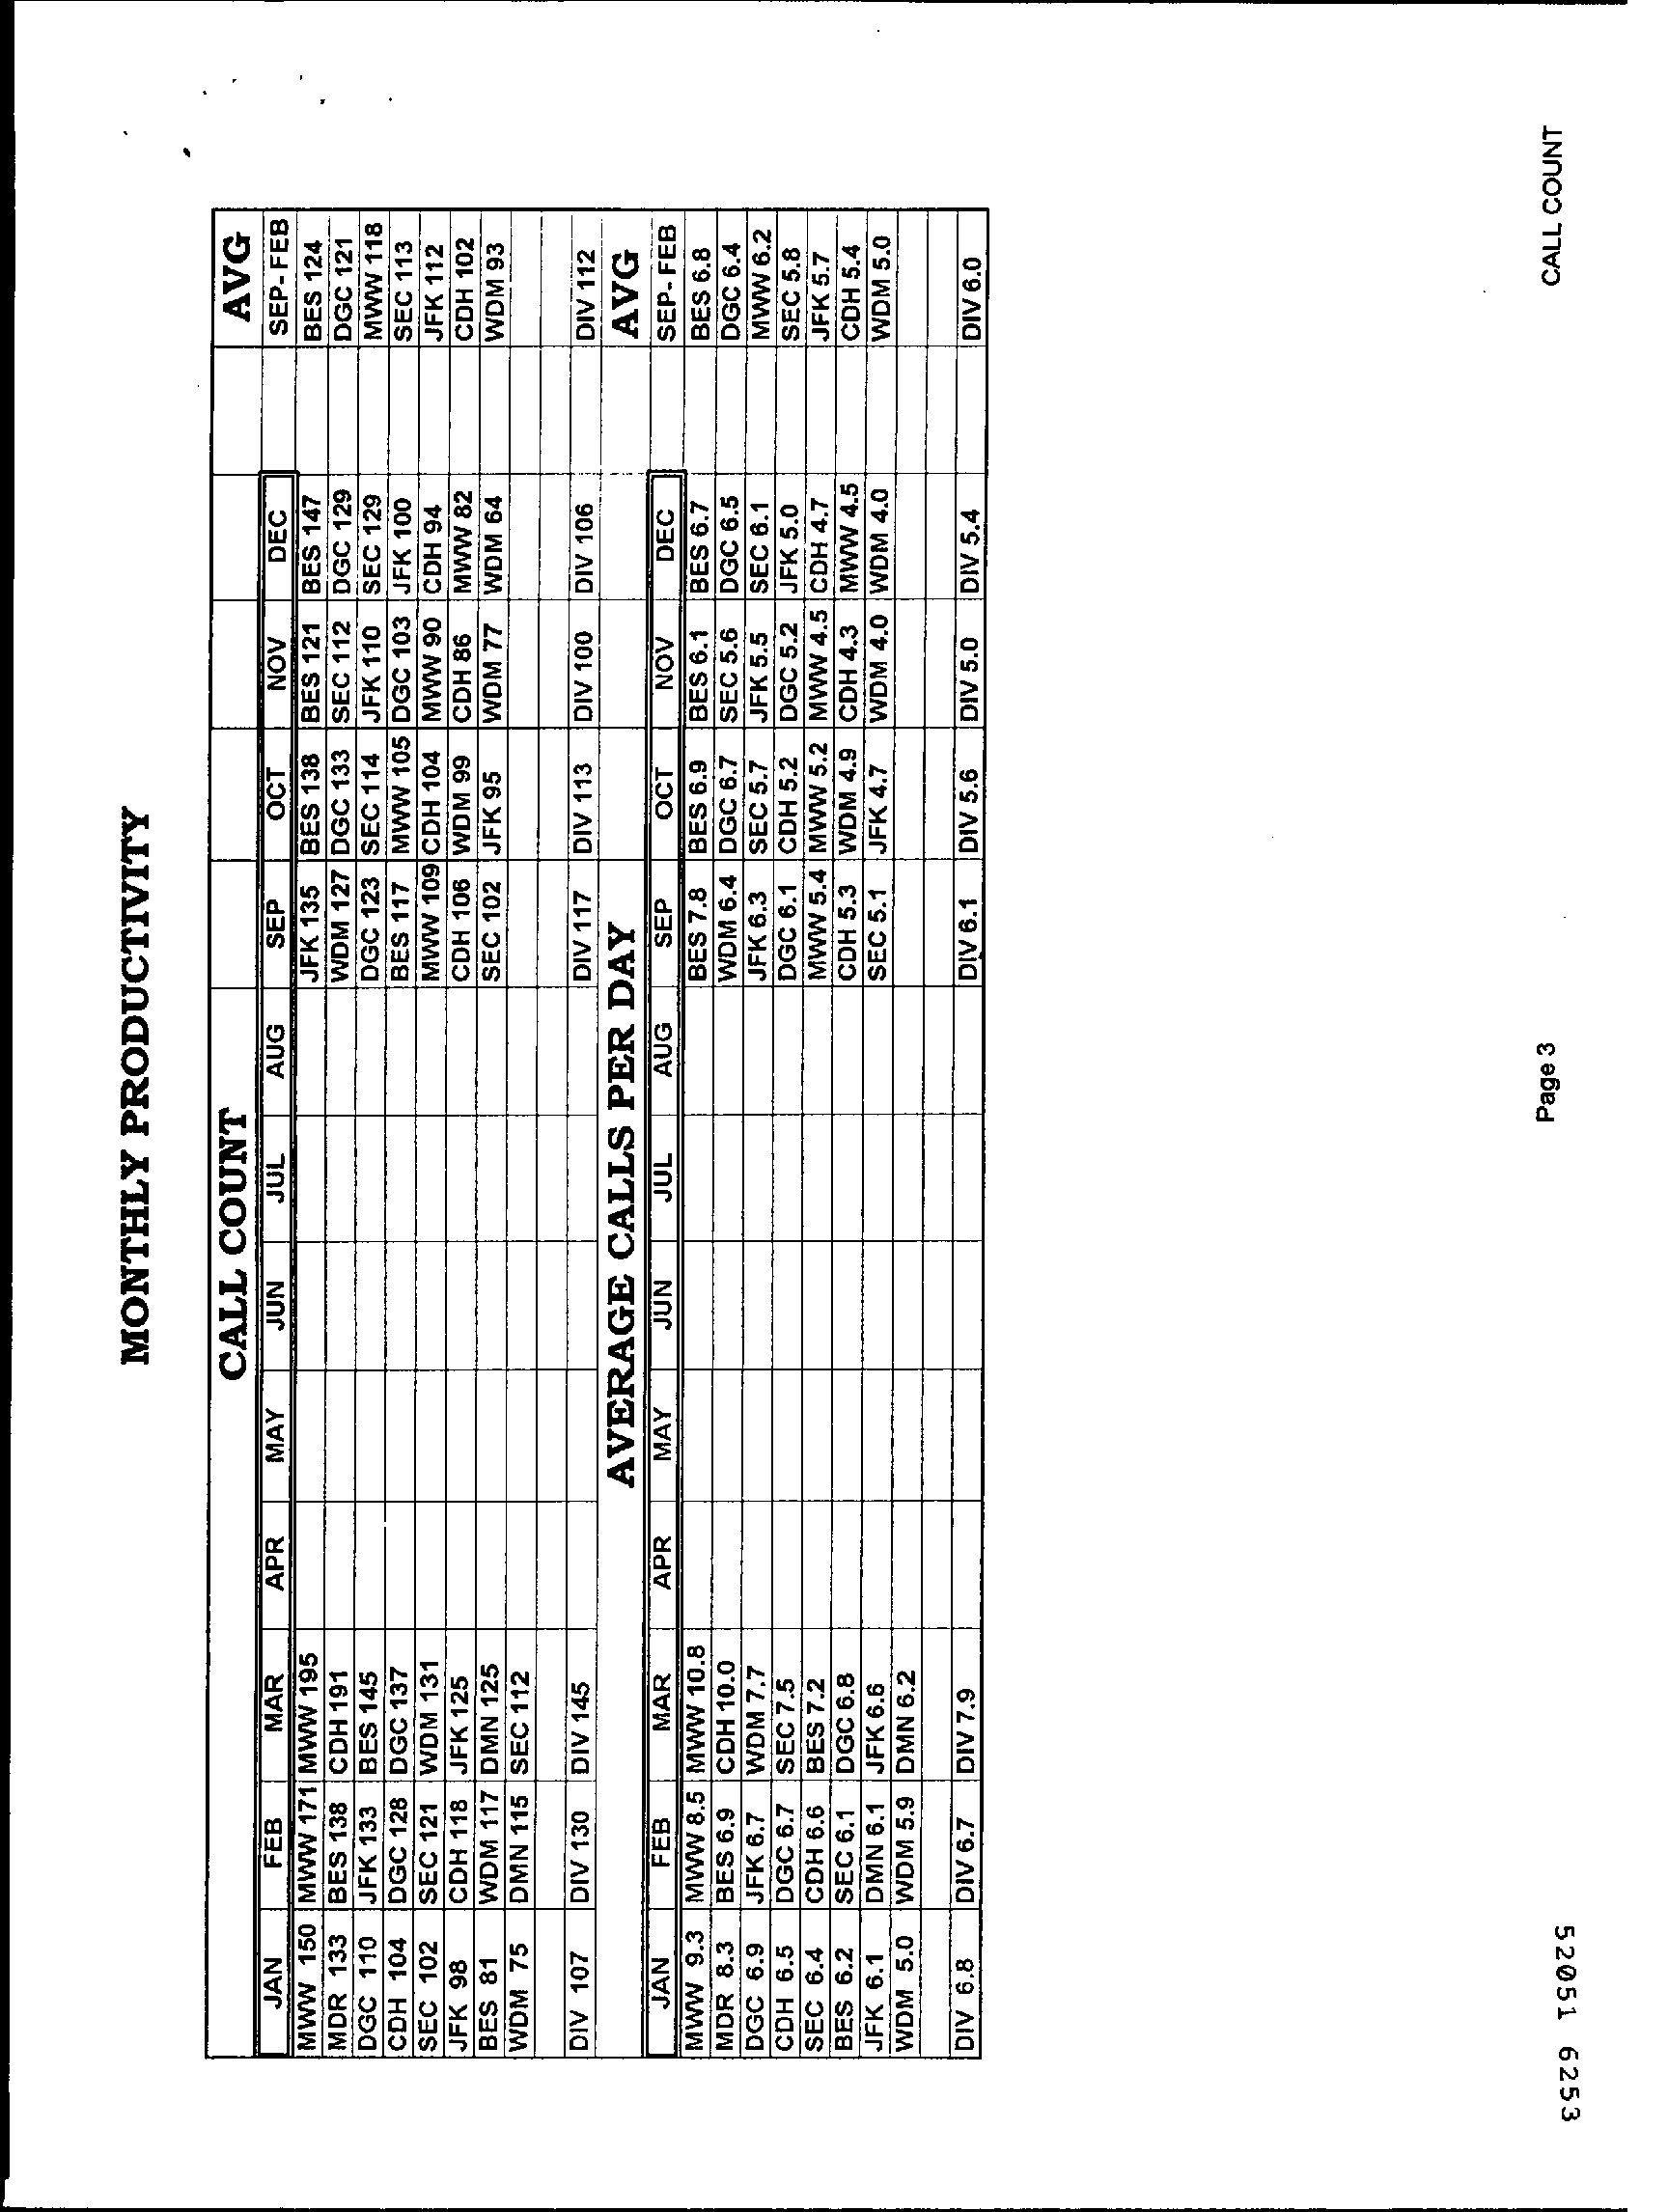 MONTHLY PRODUCTIVITY
CALL COUNT AVG
JAN FEB MAR APR MAY JUN JUL AUG SEP OCT NOV DEC SEP-FEB
MWW 150 MWW 171 MWW 195 JFK 135 BES 138 BES 121 BES 147 BES 124
MDR 133 BES 138 CDH 191 WDM 127 DGC 133 SEC 112 DGC 129 DGC 121
DGC 110 JFK 133 BES 145 DGC 123 SEC 114 JFK 110 SEC 129 MWW 118
CDH 104 DGC 128 DGC 137 BES 117 MWW 105 DGC 103 JFK 100 SEC 113
SEC 102 SEC 121 WDM 131 MWW 109 CDH 104 MWW 90 CDH 94 JFK 112
JFK 98 CDH 118 JFK 125 CDH 106 WDM 99 CDH 86 MWW 82 CDH 102
BES 81 WDM 117 DMN 125 SEC 102 JFK 95 WDM 77 WDM 64 WDM 93
WDM 75 DMN 115 SEC 112
DIV 107 DIV 130 DIV 145 DIV 117 DIV 113 DIV 100 DIV 106 DIV 112
AVERAGE CALLS PER DAY AVG
JAN FEB MAR APR MAY JUN JUL AUG SEP OCT NOV DEC SEP-FEB
MWW 9.3 MWW 8.5 MWW 10.8 BES 7.8 BES 6.9 BES 6.1 BES 6.7 BES 6.8
MDR 8.3 BES 6.9 CDH 10.0 WDM 6.4 DGC 6.7 SEC 5.6 DGC 6.5 DGC 6.4
DGC 6.9 JFK 6.7 WDM 7.7 JFK 6.3 SEC 5.7 JFK 5.5 SEC 6.1 MWW 6.2
CDH 6.5 DGC 6.7 SEC 7.5 DGC 6.1 CDH 5.2 DGC 5.2 JFK 5.0 SEC 5.8
SEC 6.4 CDH 6.6 BES 7.2 MWW 5.4 MWW 5.2 MWW 4.5 CDH 4.7 JFK 5.7
BES 6.2 SEC 6.1 DGC 6.8 CDH 5.3 WDM 4.9 CDH 4.3 MWW 4.5 CDH 5.4
JFK 6.1 DMN 6.1 JFK 6.6 SEC 5.1 JFK 4.7 WDM 4.0 WDM 4.0 WDM 5.0
WDM 5.0 WDM 5.9 DMN 6.2
DIV 6.8 DIV 6.7 DIV 7.9 DIV 6.1 DIV 5.6 DIV 5.0 DIV 5.4 DIV 6.0
Page 3
CALL COUNT
52051 6253